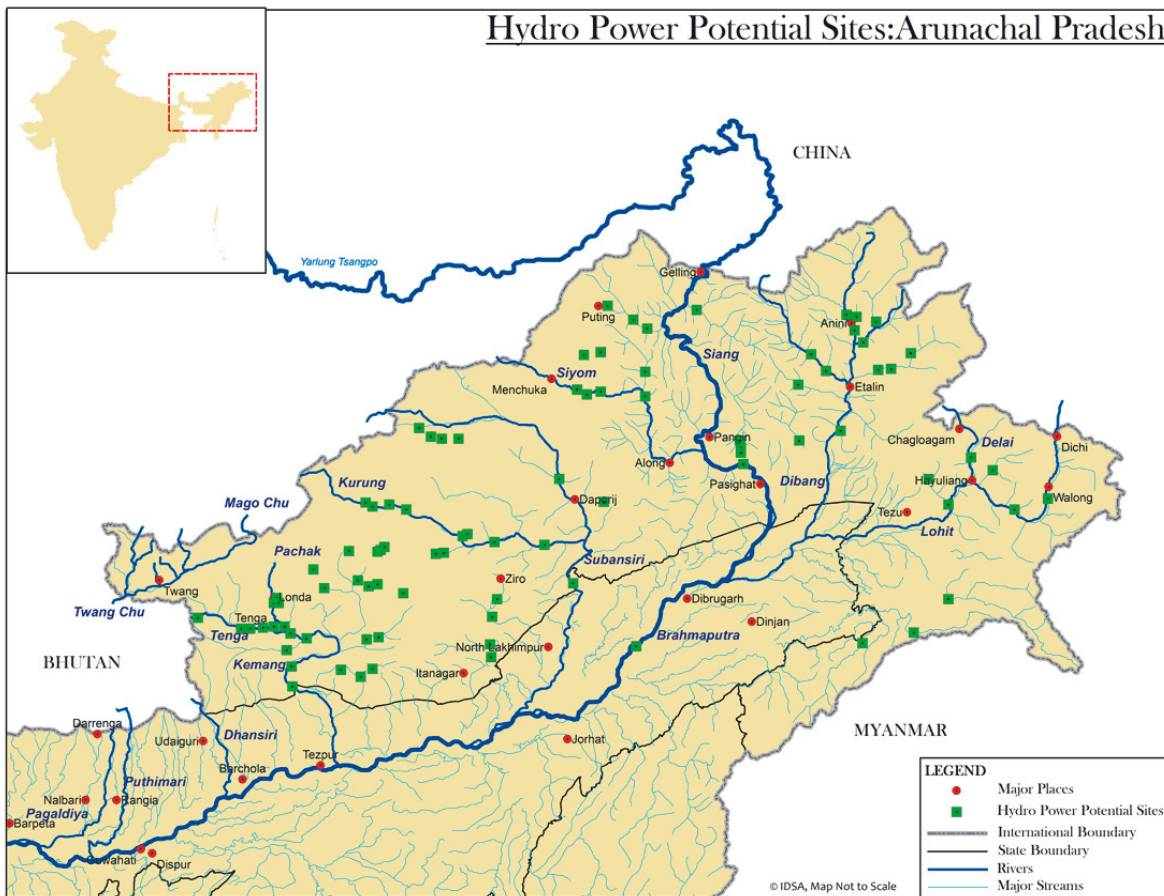 Hydro Power Potential Sites:Arunachal Pradesh
CHINA
Yarlung Tsangpo
Gelling
Puting
Anini
Siang
Siyom
Menchuka
Etalin
Chagloagam
Delai
Dichi
Pangin
Along
Pasighat
Dibang
Hayuliang
Walong
Kurung
Daporij
Tezu
Mago Chu
Lohit
Pachak
Subansiri
Twang
Ziro
Londa
Dibrugarh
Twang Chu
Tenga
Dinjan
Tenga
Brahmaputra
North Lakhimpur
BHUTAN
Kemang
Itanagar
MYANMAR
Darrenga
Dhansiri
Udaiguri
Jorhat
Tezpur
Barchola
Puthimari
Nalbari
Rangia
Pagaldiya
Barpeta
Guwahati
Dispur
LEGEND
Major Places
Hydro Power Potential Sites
International Boundary
State Boundary
Rivers
Major Streams
© IDSA, Map Not to Scale